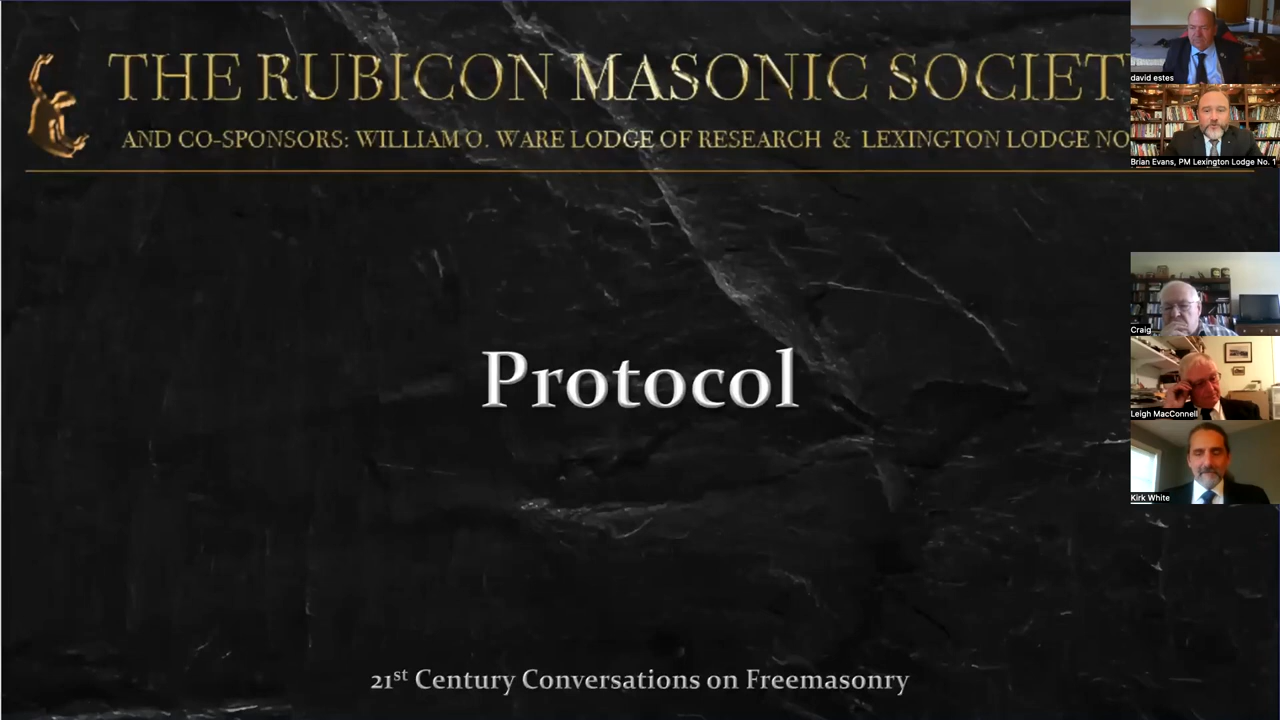 THE RUBICON MASONIC SOCIET
AND CO-SPONSORS: WILLIAM O. WARE LODGE OF RESEARCH & LEXINGTON LODGE NO
david estes
Brian Evans, PM Lexington Lodge No. 1
Craig
Protocol
Leigh MacConnell
Kirk White
21st Century Conversations on Freemasonry